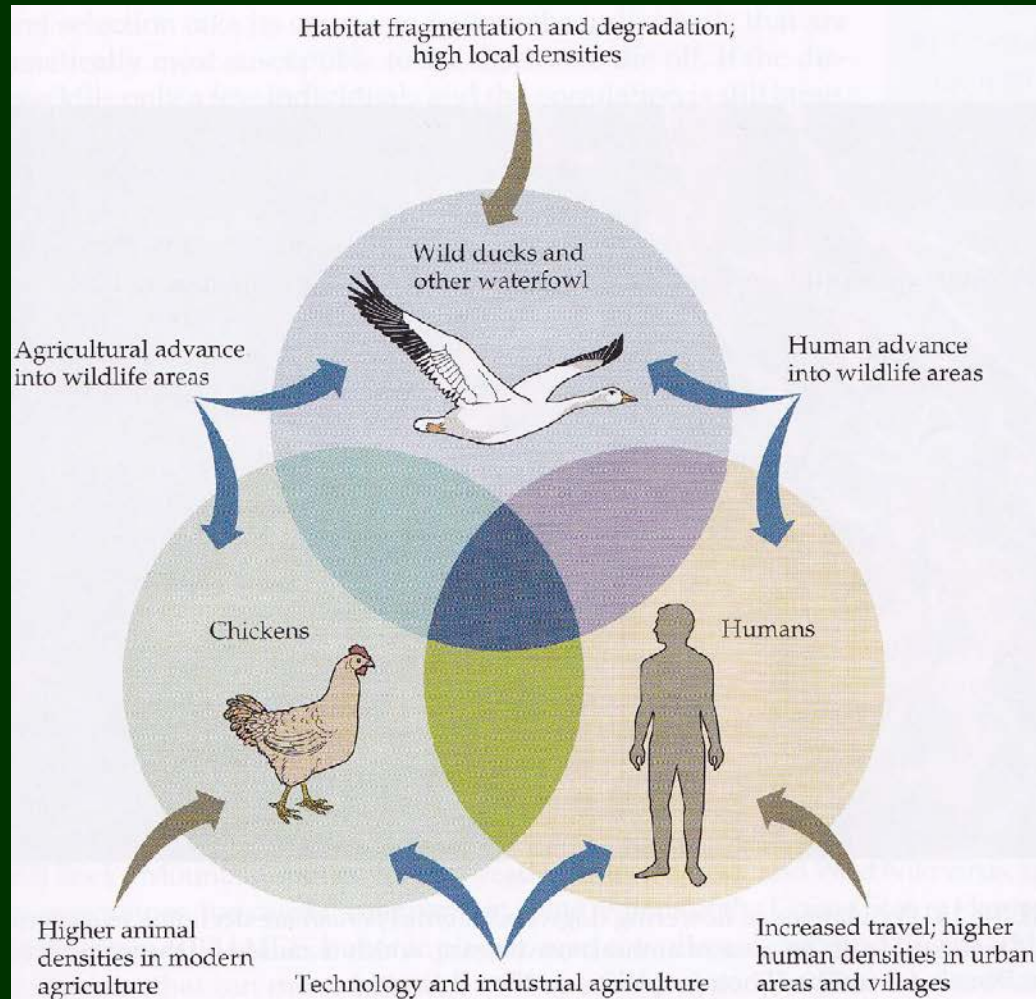 Habitat fragmentation and degradation;
high local densities
Wild ducks and
other waterfowl
Agricultural advance
into wildlife areas
Human advance
into wildlife areas
Chickens
Humans
Higher animal
densities in modern
agriculture
Technology and industrial agriculture
Increased travel; higher
human densities in urban
areas and villages